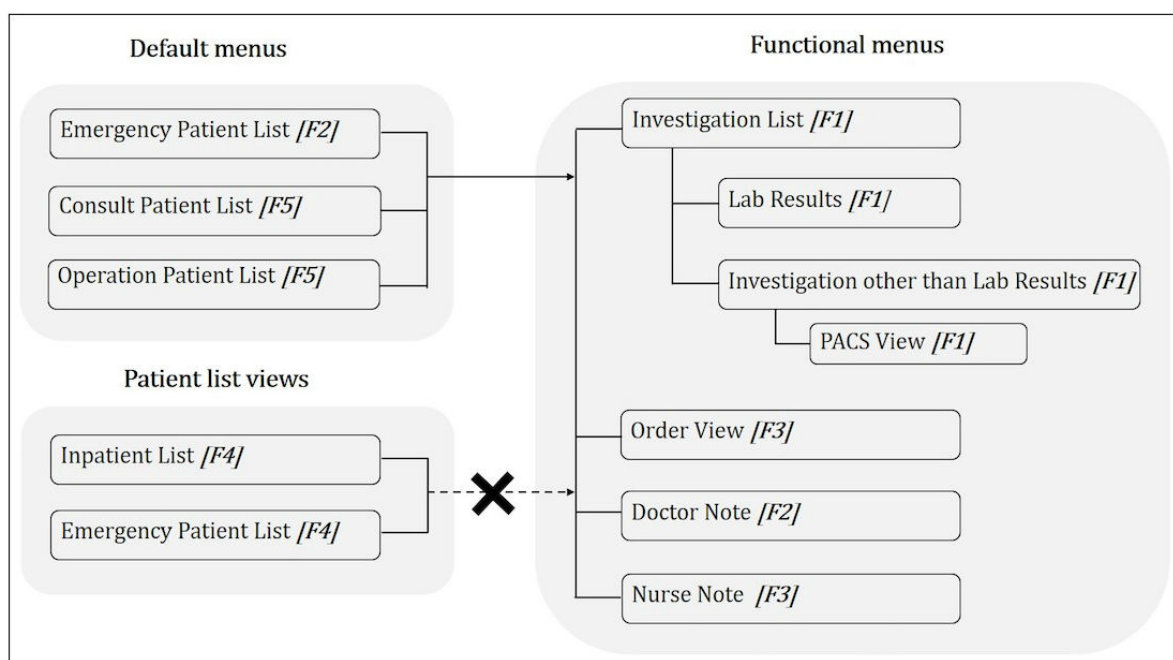 Default menus
Emergency Patient List [F2]
Consult Patient List [F5]
Operation Patient List [F5]
Patient list views
Inpatient List [F4]
Emergency Patient List [F4]
Functional menus
Investigation List [F1]
Lab Results [F1]
Investigation other than Lab Results [F1]
PACS View [F1]
Order View [F3]
Doctor Note [F2]
Nurse Note [F3]